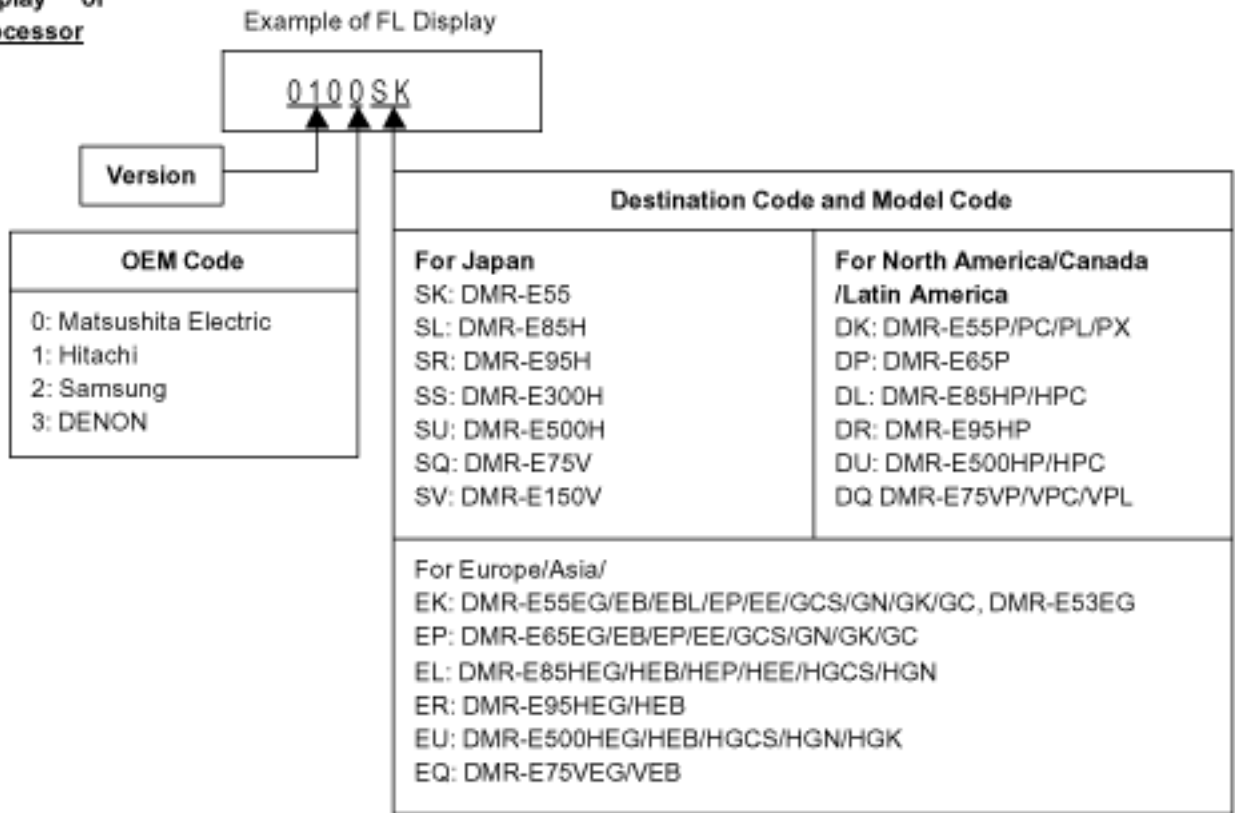 of
Example of FL Display
0100SK
Version
OEM Code
0: Matsushita Electric
1: Hitachi
2: Samsung
3: DENON
Destination Code and Model Code
For Japan
SK: DMR-E55
SL: DMR-E85H
SR: DMR-E95H
SS: DMR-E300H
SU: DMR-E500H
SQ: DMR-E75V
SV: DMR-E150V
For North America/Canada
/Latin America
DK: DMR-E55P/PC/PL/PX
DP: DMR-E65P
DL: DMR-E85HP/HPC
DR: DMR-E95HP
DU: DMR-E500HP/HPC
DQ DMR-E75VP/VPC/VPL
For Europe/Asia/
EK: DMR-E55EG/EB/EBL/EP/EE/GCS/GN/GK/GC, DMR-E53EG
EP: DMR-E65EG/EB/EP/EE/GCS/GN/GK/GC
EL: DMR-E85HEG/HEB/HEP/HEE/HGCS/HGN
ER: DMR-E95HEG/HEB
EU: DMR-E500HEG/HEB/HGCS/HGN/HGK
EQ: DMR-E75VEG/VEB